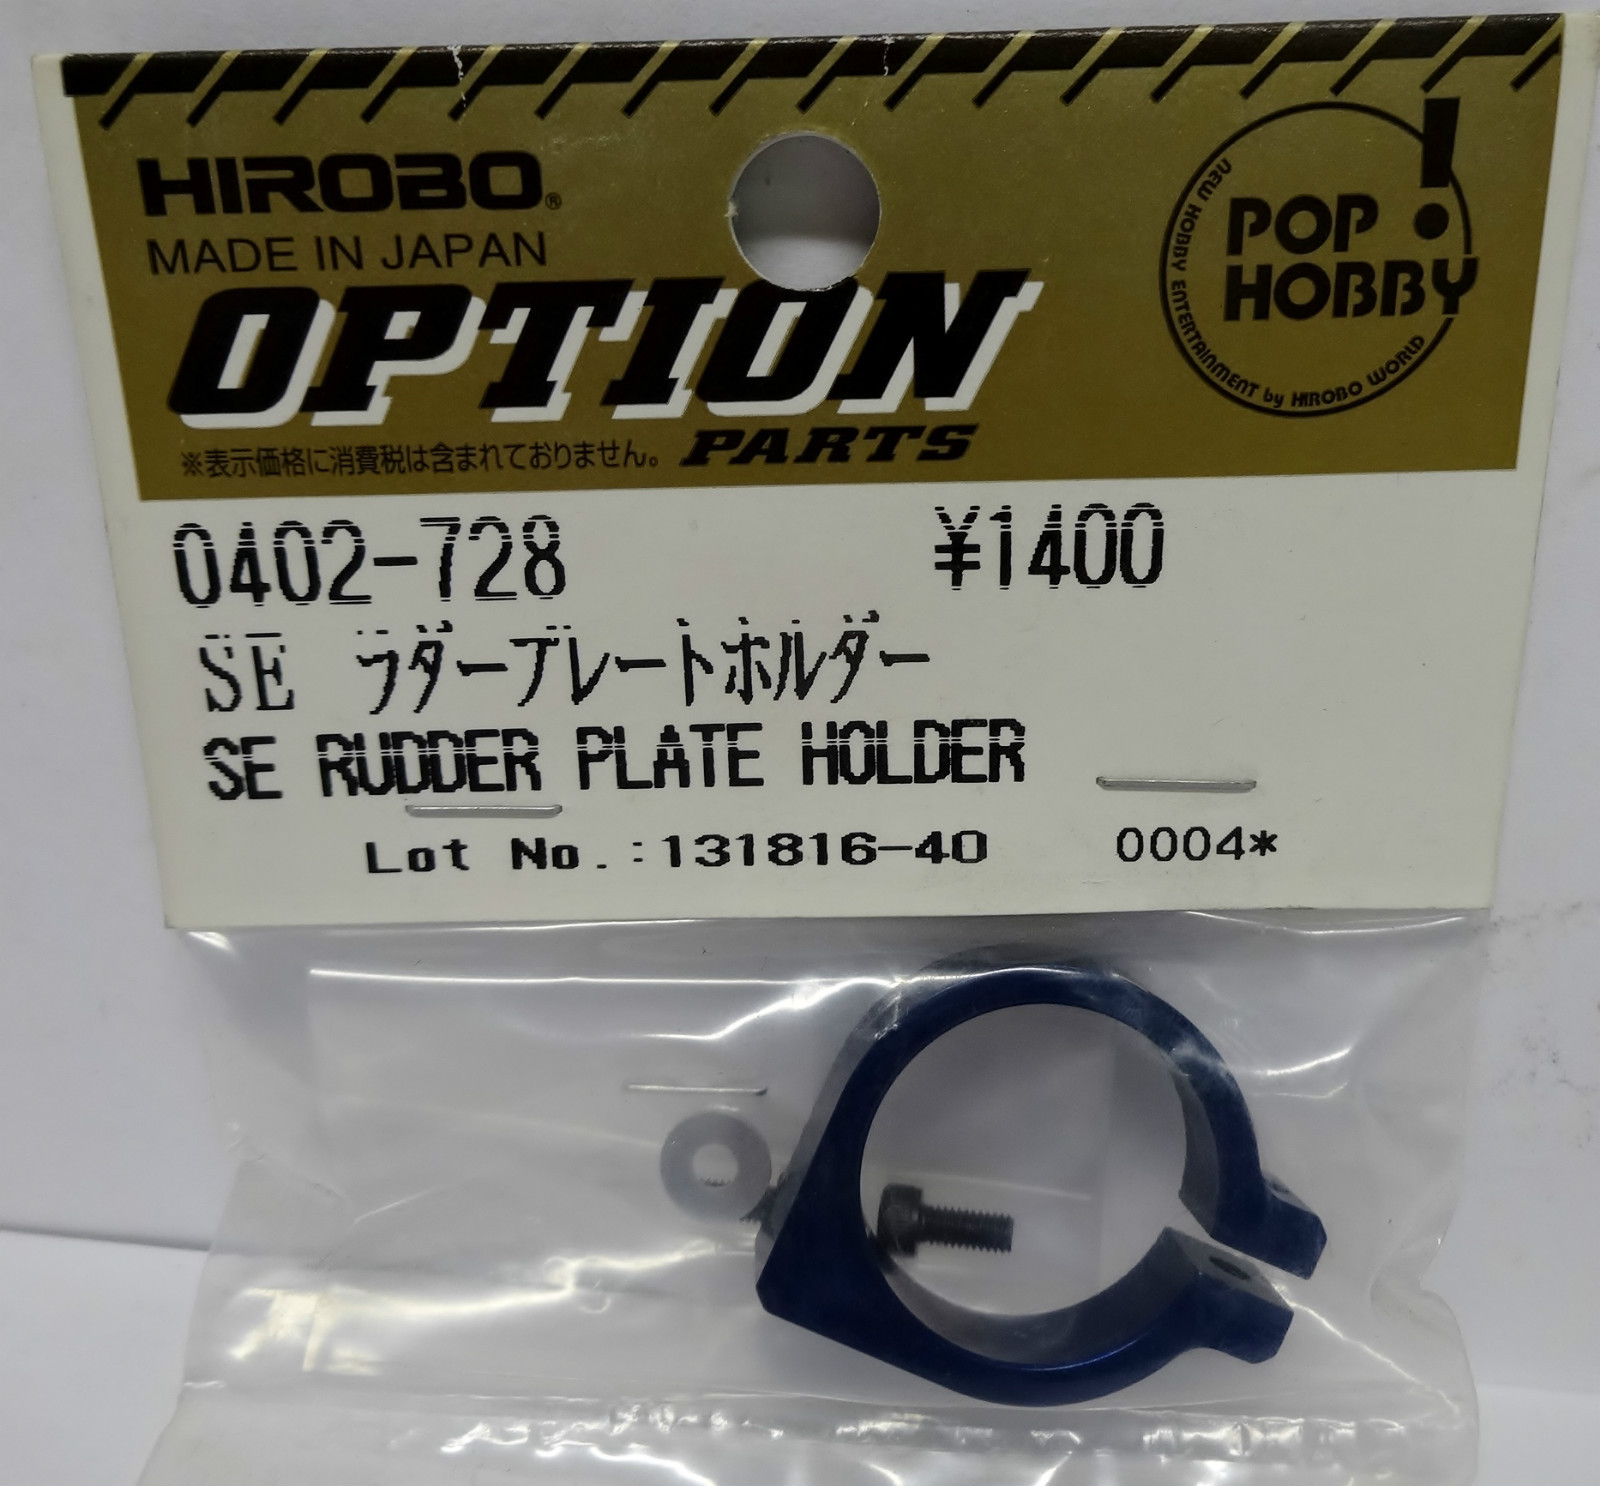 HIROBO®
MADE IN JAPAN
OPTION
PARTS
※表示価格に消費税は含まれておりません。
POP!
HOBBY
NEW HOBBY ENTERTAINMENT by HIROBO WORLD
0402-728 ¥1400
SE ラダープレートホルダー
SE RUDDER PLATE HOLDER
Lot No.:131816-40 0004*